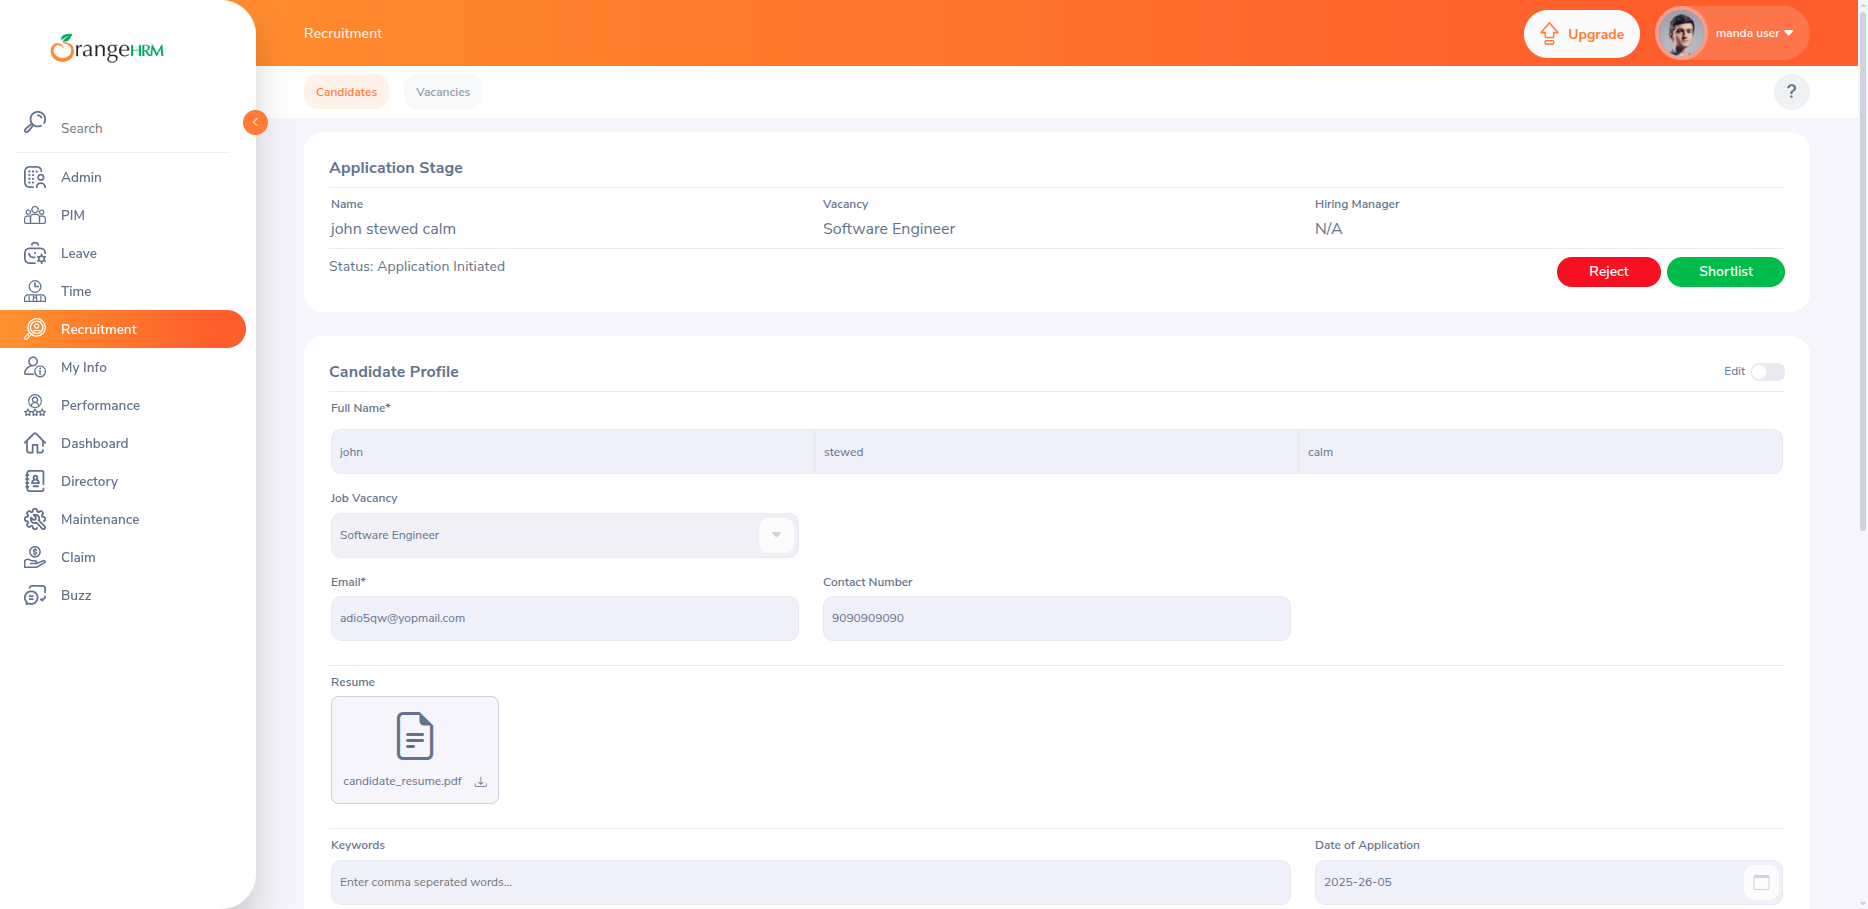 OrangeHRM
Recruitment
Upgrade
manda user
Candidates
Vacancies
?
Search
Admin
PIM
Leave
Time
Recruitment
My Info
Performance
Dashboard
Directory
Maintenance
Claim
Buzz
Application Stage
Name
Vacancy
Hiring Manager
john stewed calm
Software Engineer
N/A
Status: Application Initiated
Reject
Shortlist
Candidate Profile
Edit
Full Name*
john
stewed
calm
Job Vacancy
Software Engineer
Email*
Contact Number
adio5qw@yopmail.com
9090909090
Resume
candidate_resume.pdf
Keywords
Date of Application
Enter comma seperated words...
2025-26-05